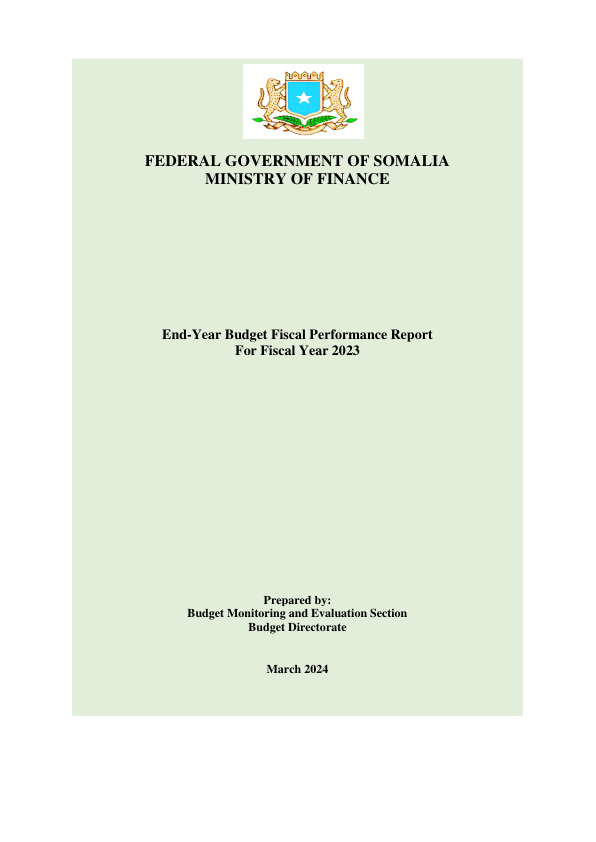 FEDERAL GOVERNMENT OF SOMALIA
MINISTRY OF FINANCE
End-Year Budget Fiscal Performance Report
For Fiscal Year 2023
Prepared by:
Budget Monitoring and Evaluation Section
Budget Directorate
March 2024